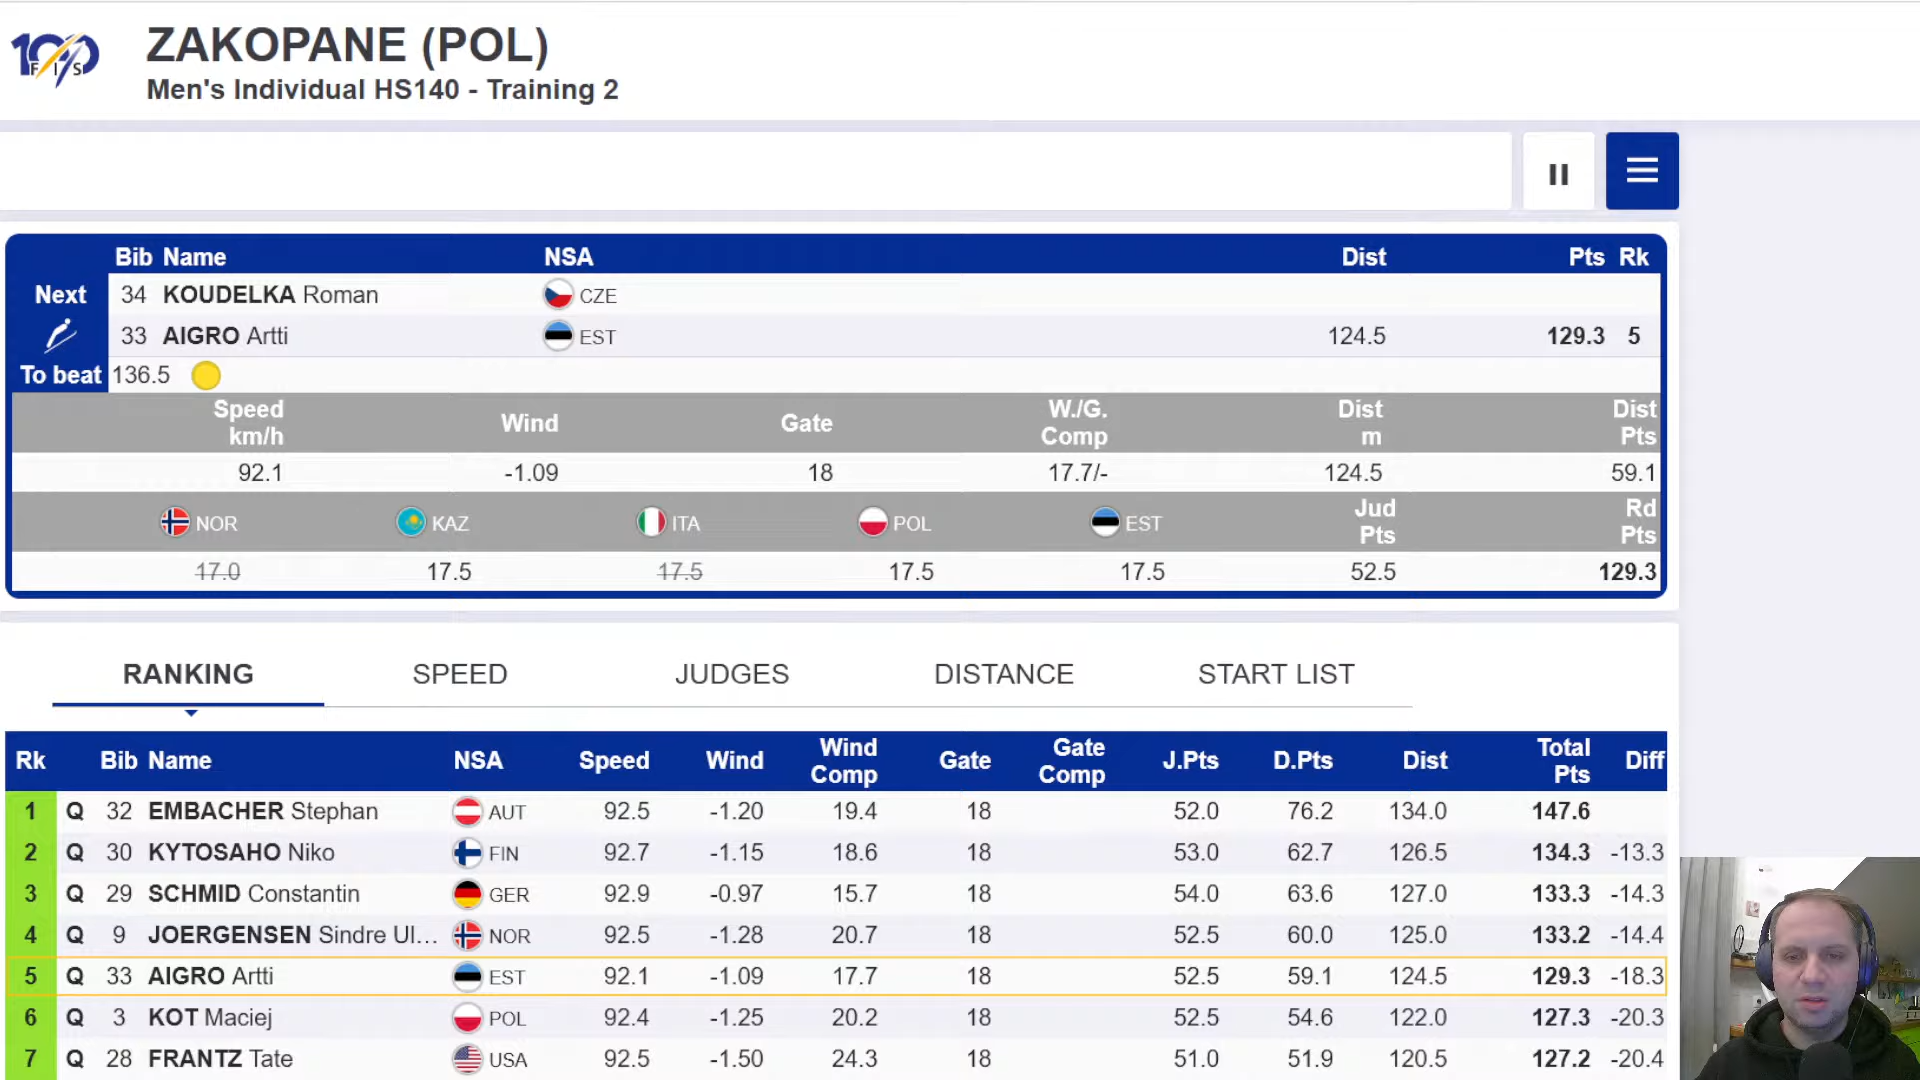 100
FIS
ZAKOPANE (POL)
Men's Individual HS140 - Training 2
Bib Name NSA Dist Pts Rk
Next 34 KOUDELKA Roman CZE
33 AIGRO Artti EST 124.5 129.3 5
To beat 136.5
Speed km/h Wind Gate W./G. Comp Dist m Dist Pts
92.1 -1.09 18 17.7/- 124.5 59.1
NOR KAZ ITA POL EST Jud Pts Rd Pts
17.0 17.5 17.5 17.5 17.5 52.5 129.3
RANKING SPEED JUDGES DISTANCE START LIST
Rk Bib Name NSA Speed Wind Wind Comp Gate Gate Comp J.Pts D.Pts Dist Total Pts Diff
1 Q 32 EMBACHER Stephan AUT 92.5 -1.20 19.4 18 52.0 76.2 134.0 147.6
2 Q 30 KYTOSAHO Niko FIN 92.7 -1.15 18.6 18 53.0 62.7 126.5 134.3 -13.3
3 Q 29 SCHMID Constantin GER 92.9 -0.97 15.7 18 54.0 63.6 127.0 133.3 -14.3
4 Q 9 JOERGENSEN Sindre Ul... NOR 92.5 -1.28 20.7 18 52.5 60.0 125.0 133.2 -14.4
5 Q 33 AIGRO Artti EST 92.1 -1.09 17.7 18 52.5 59.1 124.5 129.3 -18.3
6 Q 3 KOT Maciej POL 92.4 -1.25 20.2 18 52.5 54.6 122.0 127.3 -20.3
7 Q 28 FRANTZ Tate USA 92.5 -1.50 24.3 18 51.0 51.9 120.5 127.2 -20.4